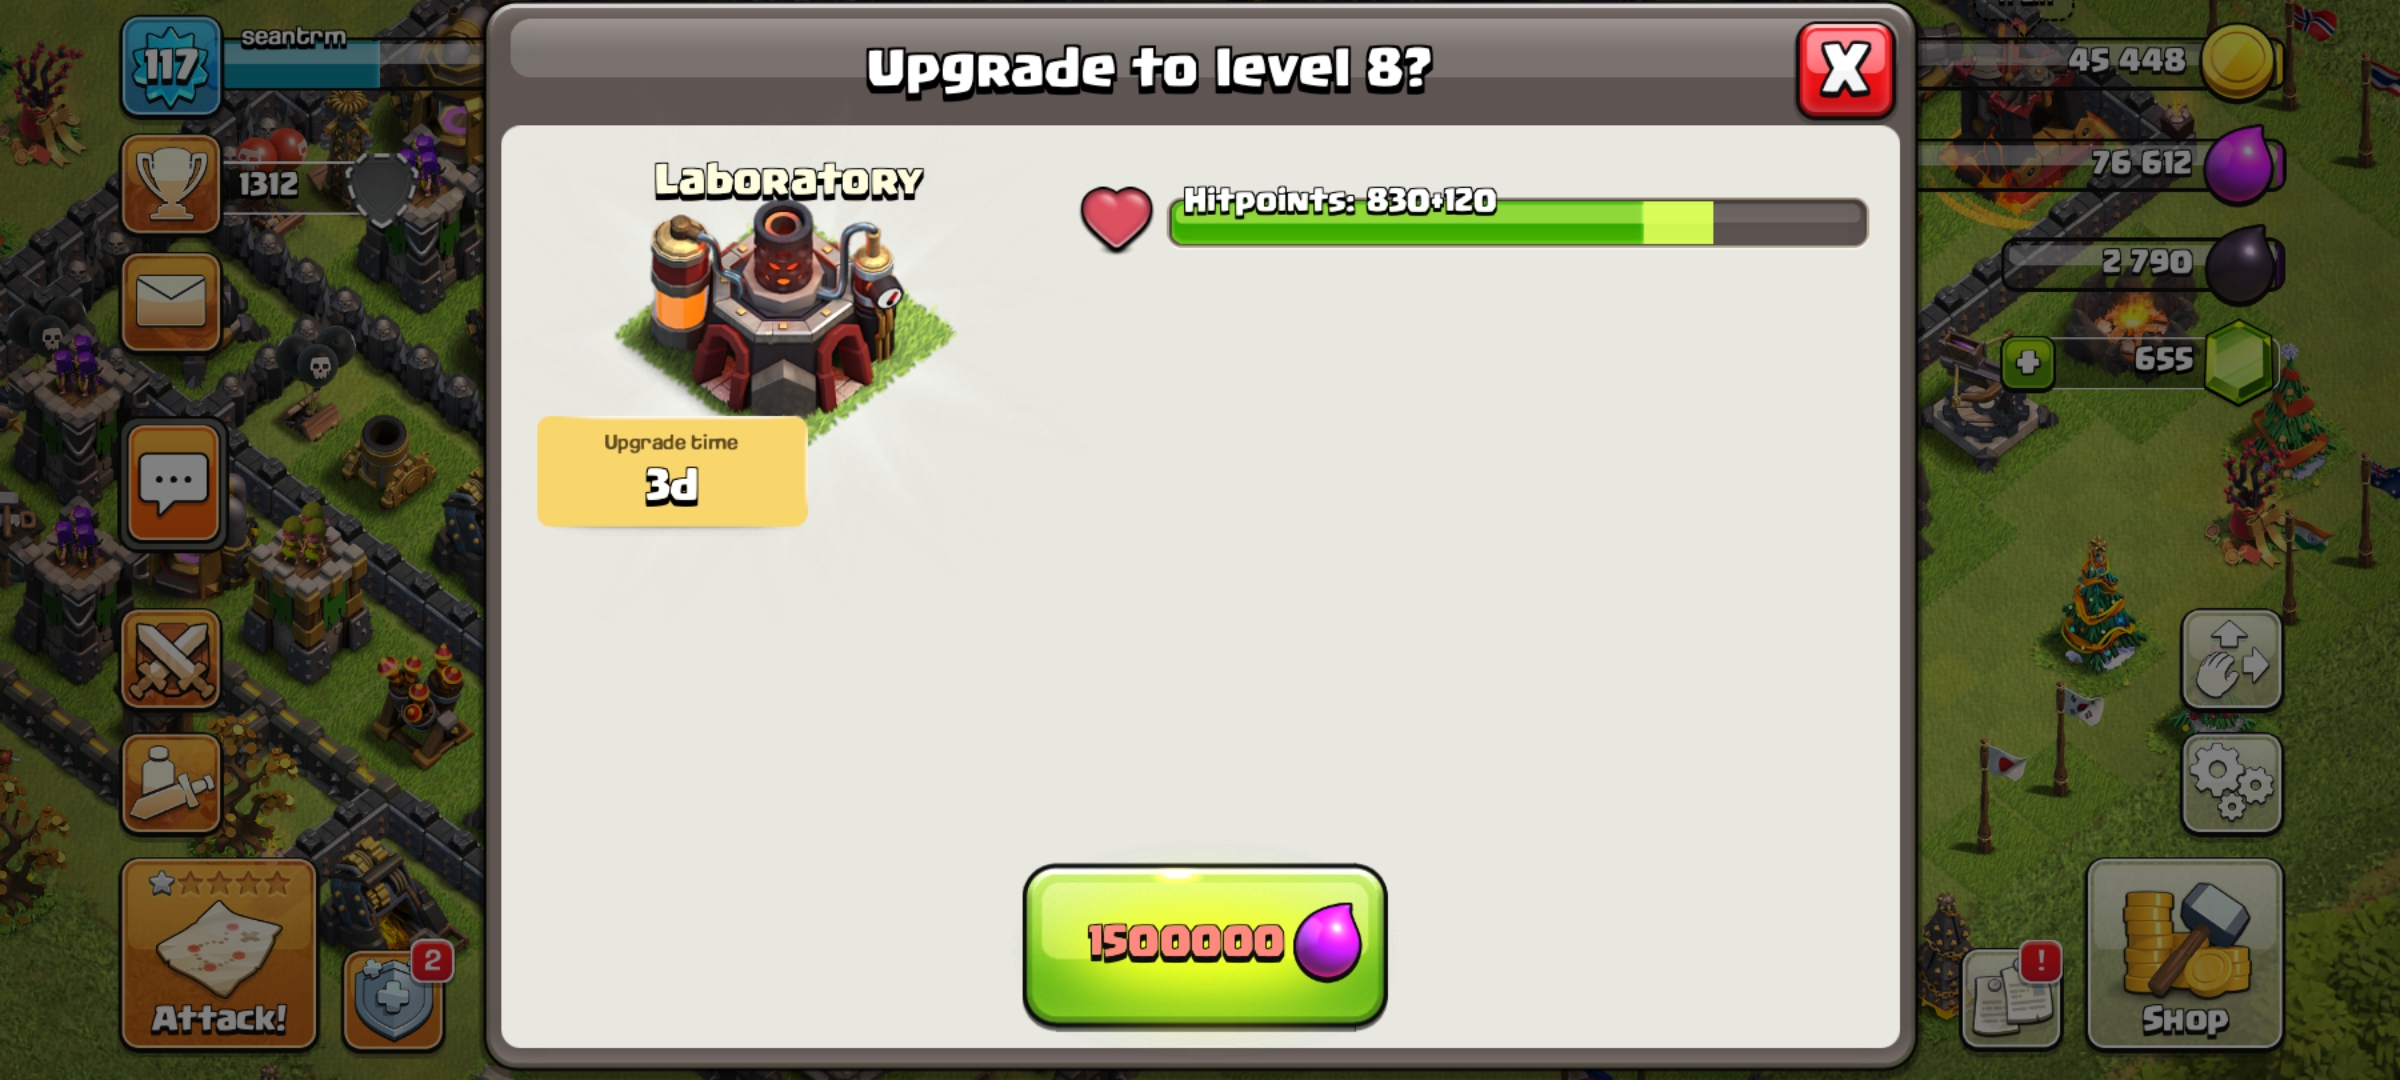 Upgrade to level 8?
X
117
seantrm
45 448
1312
76 612
2 790
655
Laboratory
Hitpoints: 830+120
Upgrade time
3d
1500000
Attack!
2
!
Shop